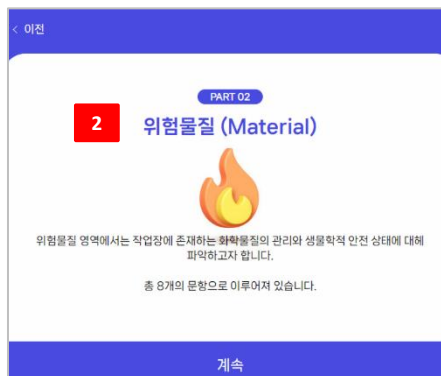 < 이전
PART 02
2
위험물질 (Material)
위험물질 영역에서는 작업장에 존재하는 화학물질의 관리와 생물학적 안전 상태에 대해
파악하고자 합니다.
총 8개의 문항으로 이루어져 있습니다.
계속